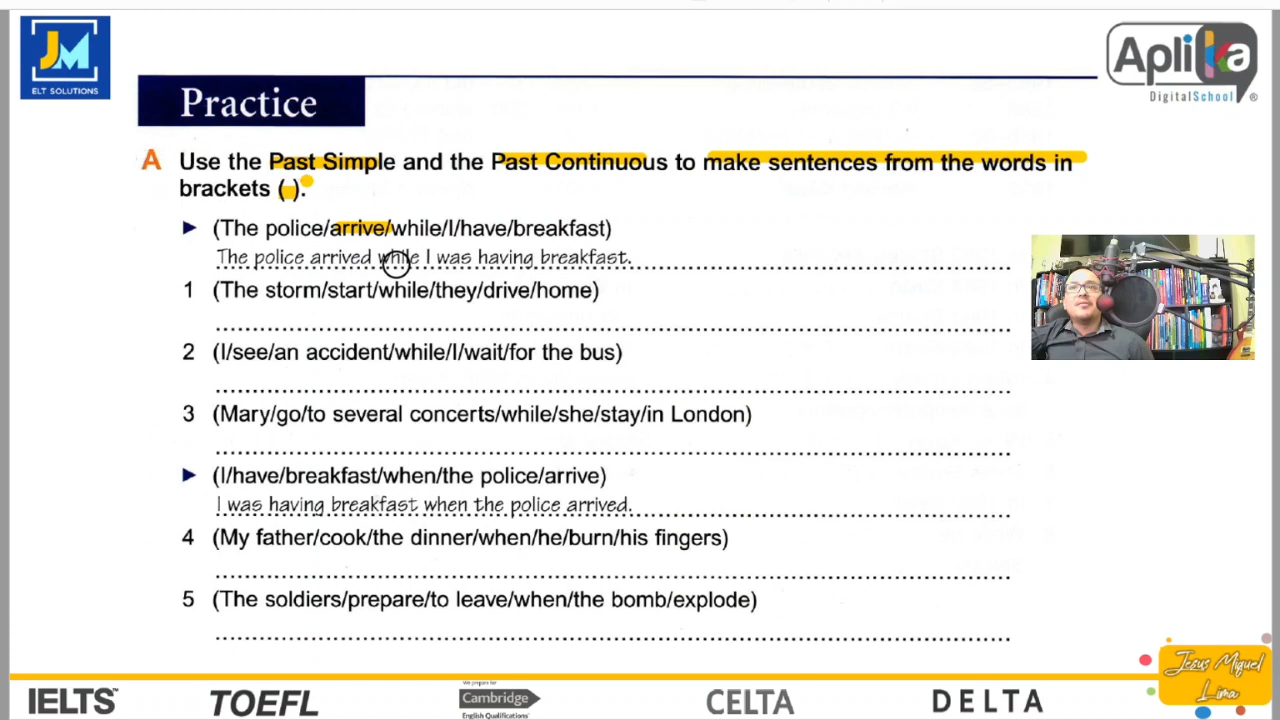 JM
ELT SOLUTIONS
Aplika
DigitalSchool ®
Practice
A Use the Past Simple and the Past Continuous to make sentences from the words in
brackets ( ).
► (The police/arrive/while/I/have/breakfast)
The police arrived while I was having breakfast.
1 (The storm/start/while/they/drive/home)
2 (I/see/an accident/while/I/wait/for the bus)
3 (Mary/go/to several concerts/while/she/stay/in London)
► (I/have/breakfast/when/the police/arrive)
I was having breakfast when the police arrived.
4 (My father/cook/the dinner/when/he/burn/his fingers)
5 (The soldiers/prepare/to leave/when/the bomb/explode)
Jesus Miguel
Lima
IELTS™
TOEFL
We prepare for
Cambridge
English Qualifications™
CELTA
DELTA